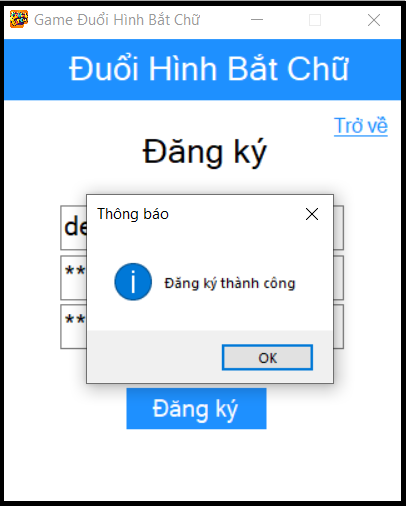 Game Đuổi Hình Bắt Chữ
Đuổi Hình Bắt Chữ
Trở về
Đăng ký
de
Thông báo
**
Đăng ký thành công
**
OK
Đăng ký